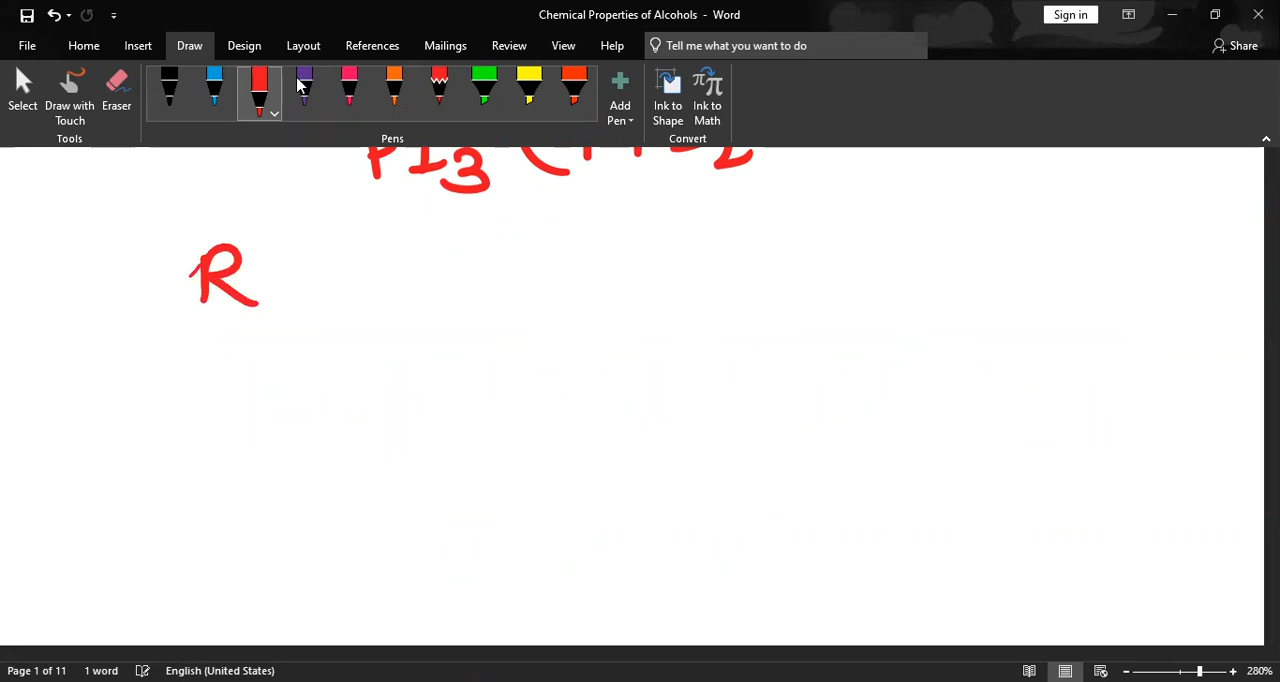 Chemical Properties of Alcohols - Word
Sign in
File Home Insert Draw Design Layout References Mailings Review View Help Tell me what you want to do Share
Select Draw with Touch Eraser Add Pen Ink to Shape Ink to Math
Tools Pens Convert
PI3 (
R
Page 1 of 11 1 word English (United States) 280%